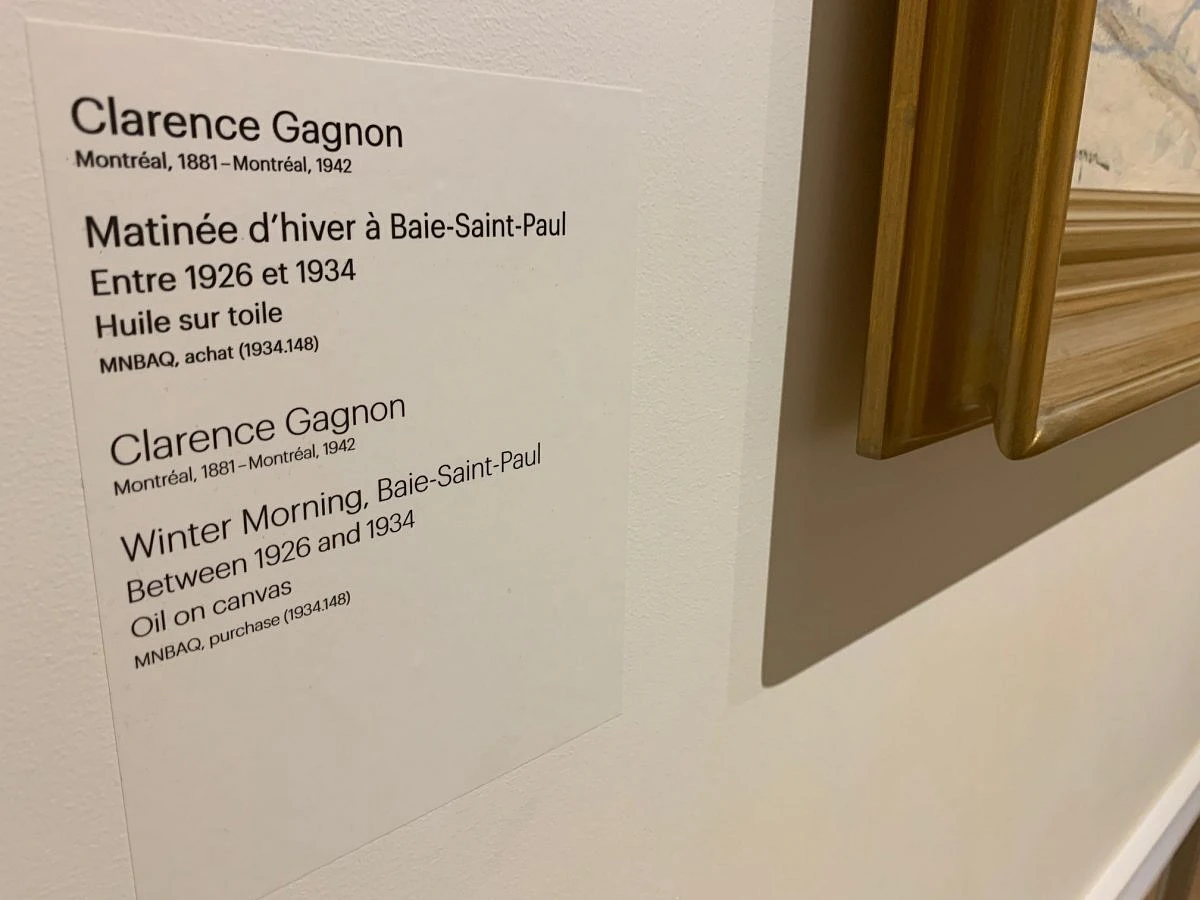 Clarence Gagnon
Montréal, 1881–Montréal, 1942
Matinée d'hiver à Baie-Saint-Paul
Entre 1926 et 1934
Huile sur toile
MNBAQ, achat (1934.148)
Clarence Gagnon
Montréal, 1881–Montréal, 1942
Winter Morning, Baie-Saint-Paul
Between 1926 and 1934
Oil on canvas
MNBAQ, purchase (1934.148)